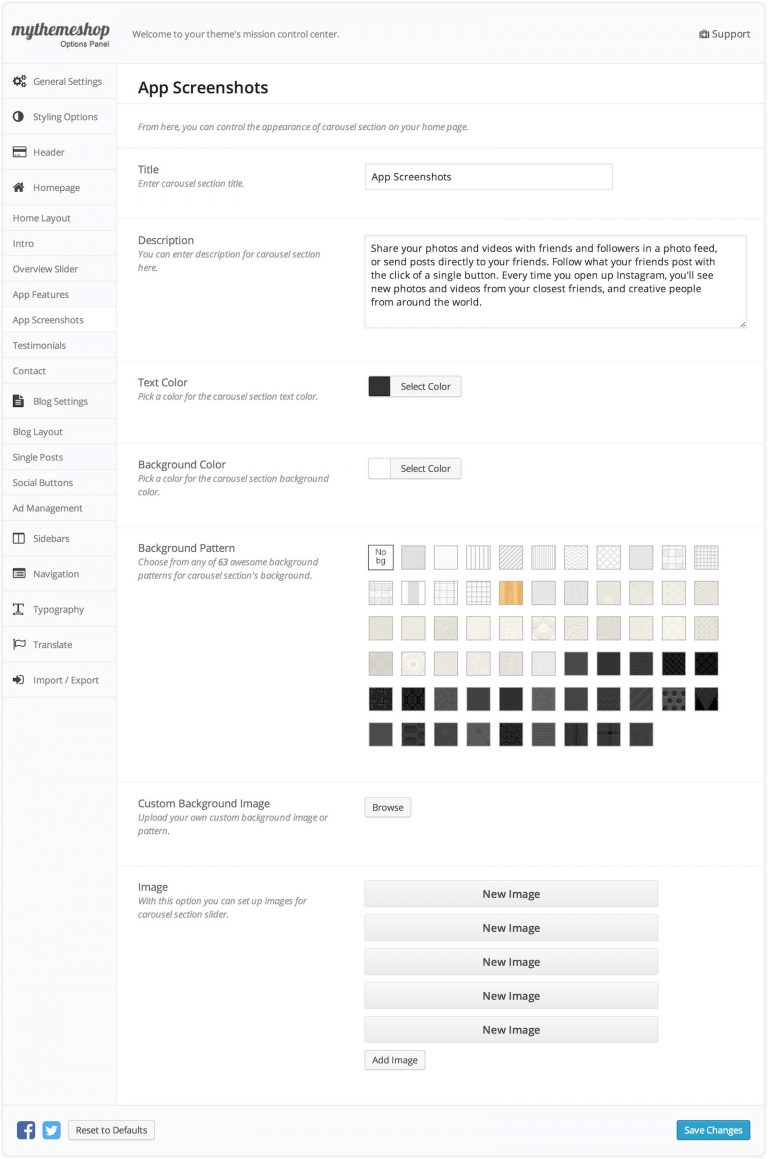 mythemeshop
Options Panel
Welcome to your theme's mission control center.
Support
General Settings
Styling Options
Header
Homepage
Home Layout
Intro
Overview Slider
App Features
App Screenshots
Testimonials
Contact
Blog Settings
Blog Layout
Single Posts
Social Buttons
Ad Management
Sidebars
Navigation
Typography
Translate
Import / Export
App Screenshots
From here, you can control the appearance of carousel section on your home page.
Title
Enter carousel section title.
App Screenshots
Description
You can enter description for carousel section
here.
Share your photos and videos with friends and followers in a photo feed,
or send posts directly to your friends. Follow what your friends post with
the click of a single button. Every time you open up Instagram, you'll see
new photos and videos from your closest friends, and creative people
from around the world.
Text Color
Pick a color for the carousel section text color.
Select Color
Background Color
Pick a color for the carousel section background
color.
Select Color
Background Pattern
Choose from any of 63 awesome background
patterns for carousel section's background.
No
bg
Custom Background Image
Upload your own custom background image or
pattern.
Browse
Image
With this option you can set up images for
carousel section slider.
New Image
New Image
New Image
New Image
New Image
Add Image
Reset to Defaults
Save Changes